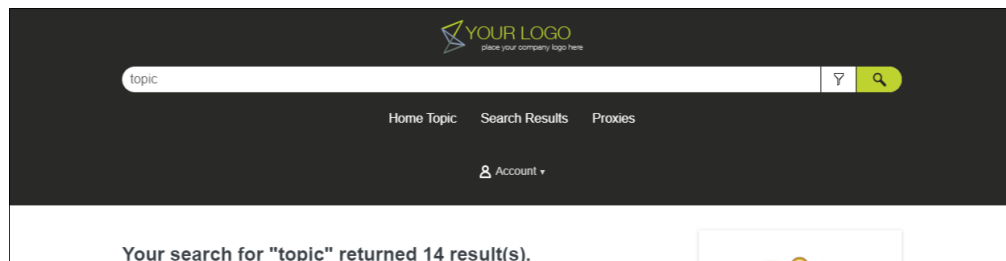 YOUR LOGO
place your company logo here
topic
Home Topic Search Results Proxies
Account
Your search for "topic" returned 14 result(s).